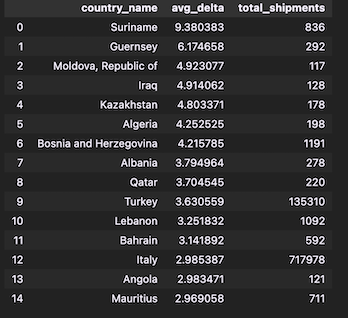 country_name avg_delta total_shipments
0 Suriname 9.380383 836
1 Guernsey 6.174658 292
2 Moldova, Republic of 4.923077 117
3 Iraq 4.914062 128
4 Kazakhstan 4.803371 178
5 Algeria 4.252525 198
6 Bosnia and Herzegovina 4.215785 1191
7 Albania 3.794964 278
8 Qatar 3.704545 220
9 Turkey 3.630559 135310
10 Lebanon 3.251832 1092
11 Bahrain 3.141892 592
12 Italy 2.985387 717978
13 Angola 2.983471 121
14 Mauritius 2.969058 711